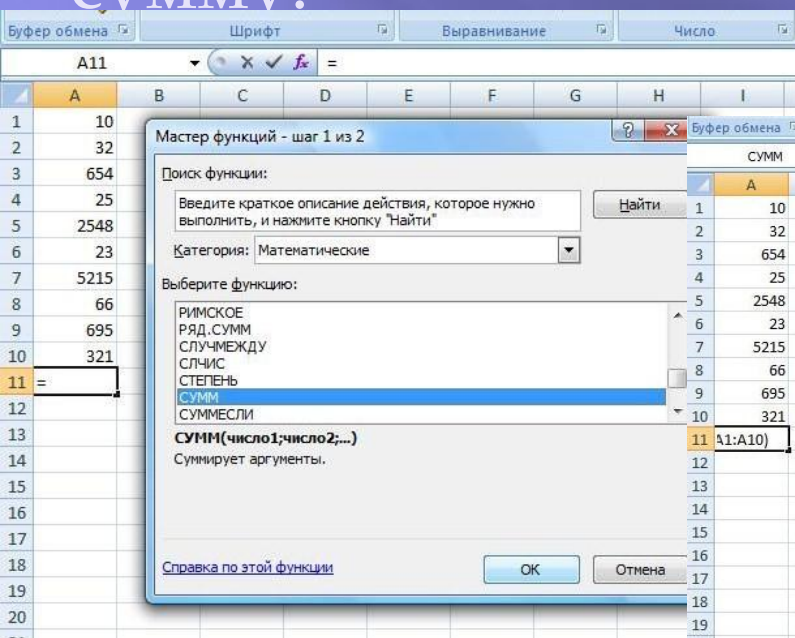 сумму.
Буфер обмена Шрифт Выравнивание Число
A11 fx =
A B C D E F G H I
1 10
2 32
3 654
4 25
5 2548
6 23
7 5215
8 66
9 695
10 321
11 =
12
13
14
15
16
17
18
19
20
Мастер функций - шаг 1 из 2
Поиск функции:
Введите краткое описание действия, которое нужно
выполнить, и нажмите кнопку "Найти"
Найти
Категория: Математические
Выберите функцию:
РИМСКОЕ
РЯД.СУММ
СЛУЧМЕЖДУ
СЛЧИС
СТЕПЕНЬ
СУММ
СУММЕСЛИ
СУММ(число1;число2;...)
Суммирует аргументы.
Справка по этой функции
ОК Отмена
Буфер обмена
СУММ
A
1 10
2 32
3 654
4 25
5 2548
6 23
7 5215
8 66
9 695
10 321
11 A1:A10)
12
13
14
15
16
17
18
19